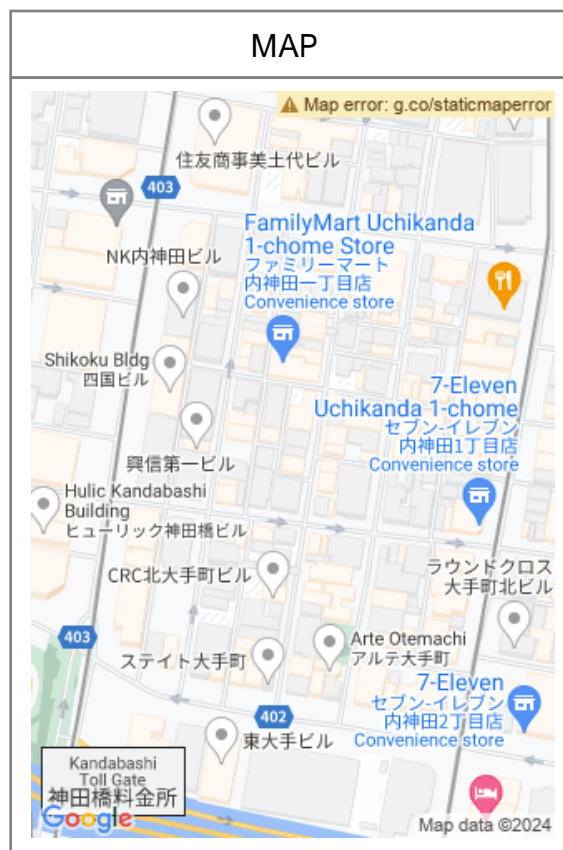 MAP
Map error: g.co/staticmaperror
住友商事美土代ビル
403
NK内神田ビル
FamilyMart Uchikanda
1-chome Store
ファミリーマート
内神田一丁目店
Convenience store
Shikoku Bldg
四国ビル
7-Eleven
Uchikanda 1-chome
セブン-イレブン
内神田1丁目店
Convenience store
興信第一ビル
Hulic Kandabashi
Building
ヒューリック神田橋ビル
CRC北大手町ビル
ラウンドクロス
大手町北ビル
403
ステイト大手町
Arte Otemachi
アルテ大手町
7-Eleven
セブン-イレブン
内神田2丁目店
Convenience store
402
東大手ビル
Kandabashi
Toll Gate
神田橋料金所
Google
Map data ©2024